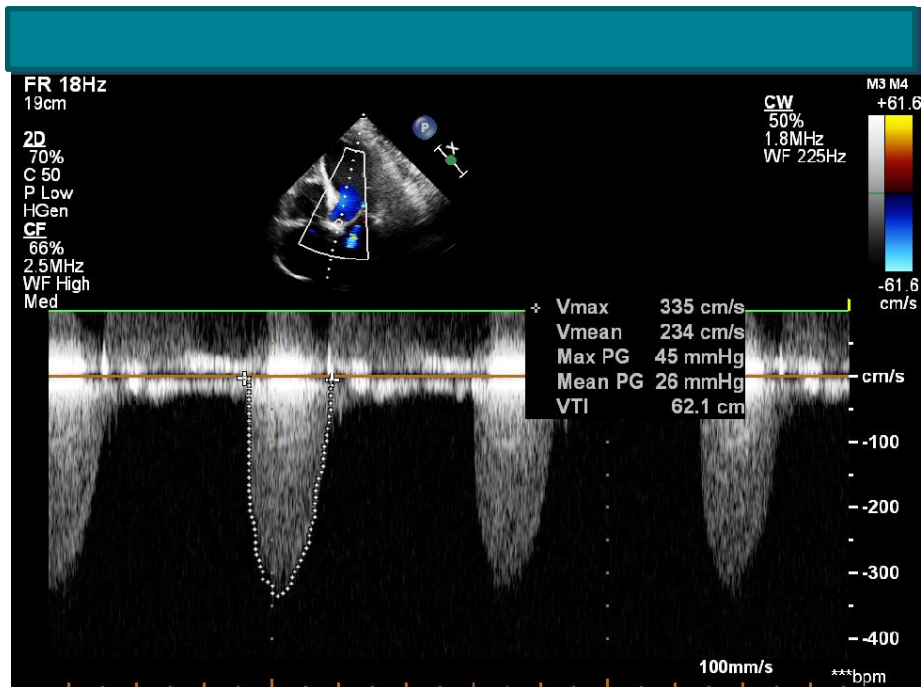 FR 18Hz
19cm
2D
70%
C 50
P Low
HGen
CF
66%
2.5MHz
WF High
Med
P
X
CW
50%
1.8MHz
WF 225Hz
M3 M4
+61.6
-61.6
cm/s
Vmax 335 cm/s
Vmean 234 cm/s
Max PG 45 mmHg
Mean PG 26 mmHg
VTI 62.1 cm
cm/s
-100
-200
-300
-400
100mm/s
***bpm